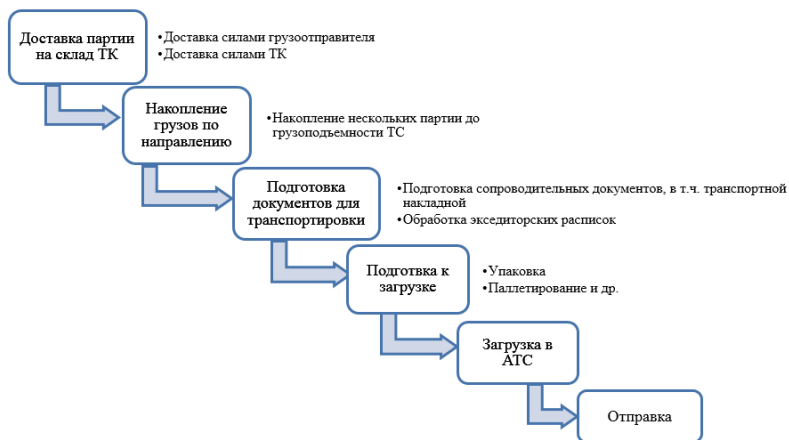 Доставка партии
на склад ТК
•Доставка силами грузоотправителя
•Доставка силами ТК
Накопление
грузов по
направлению
•Накопление нескольких партии до
грузоподъемности ТС
Подготовка
документов для
транспортировки
•Подготовка сопроводительных документов, в т.ч. транспортной
накладной
•Обработка экседиторских расписок
Подготвка к
загрузке
•Упаковка
•Паллетирование и др.
Загрузка в
АТС
Отправка